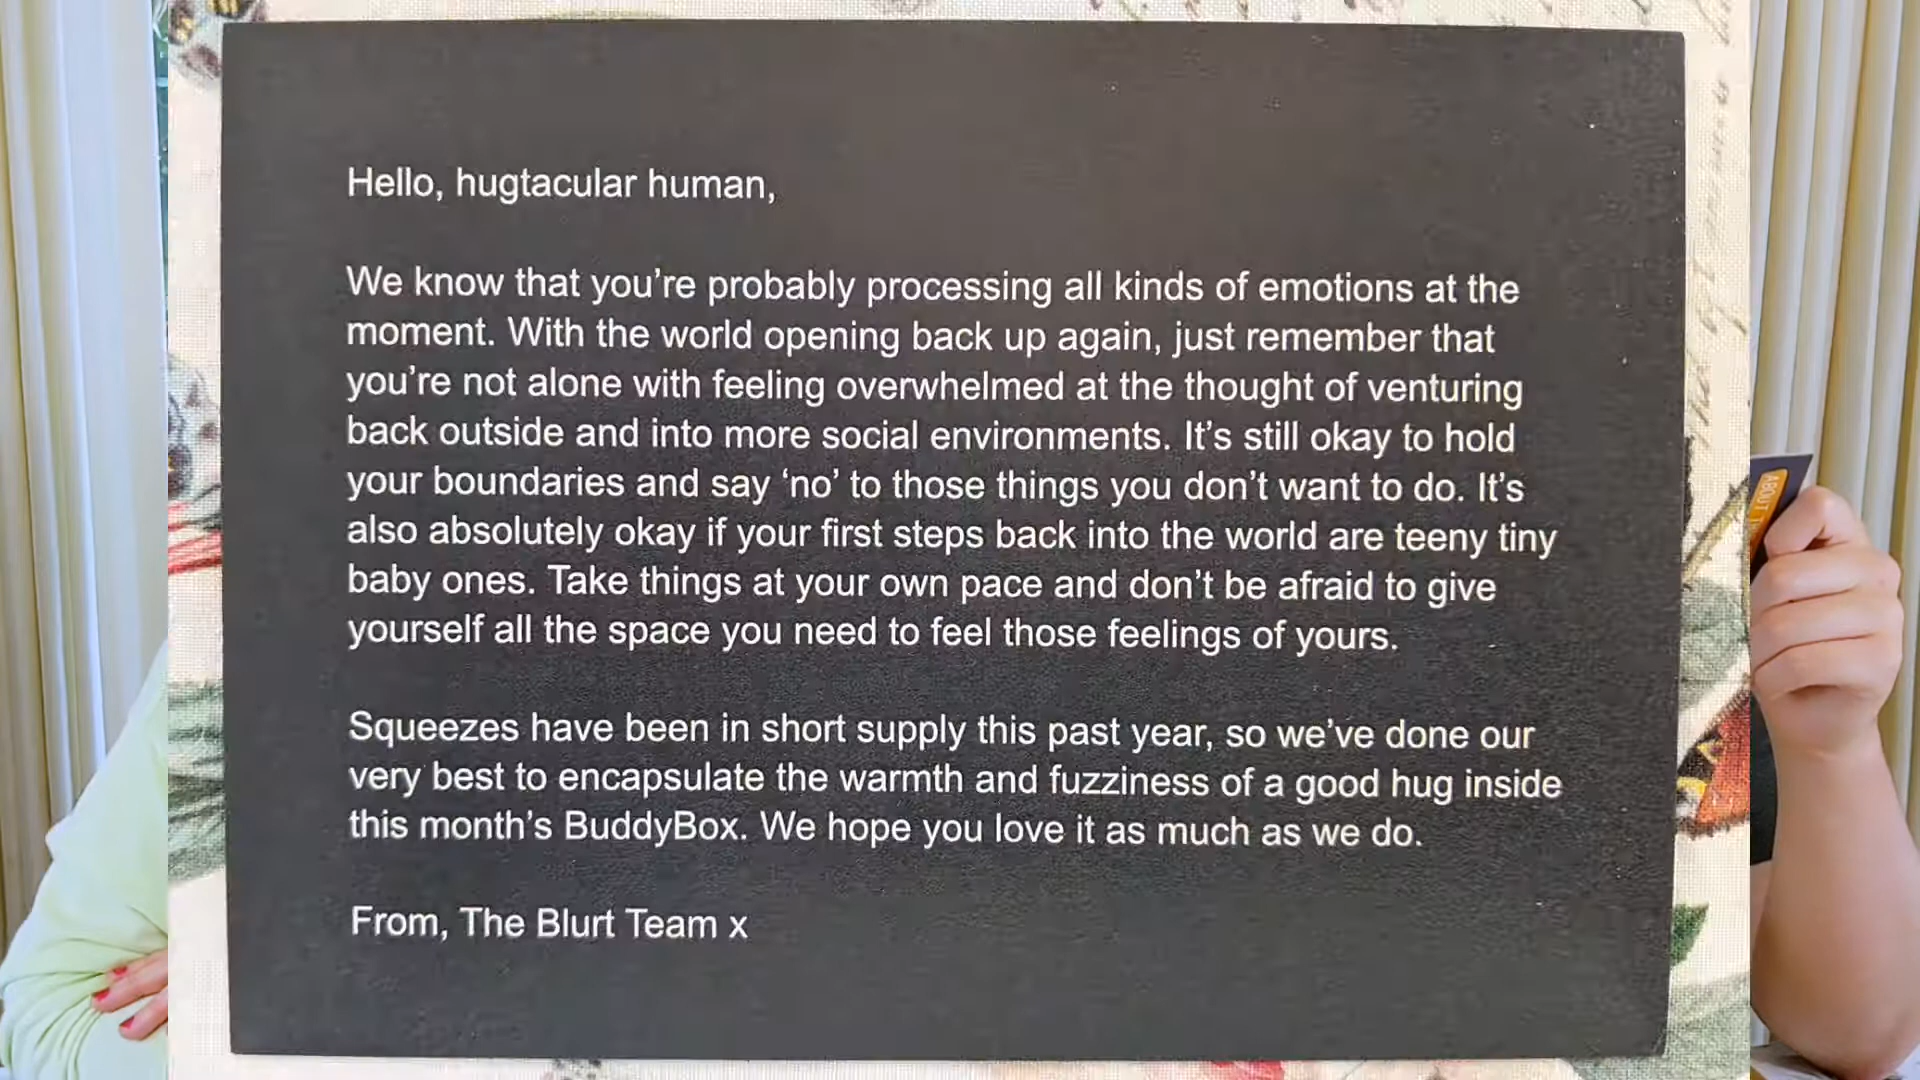 Hello, hugtacular human,
We know that you’re probably processing all kinds of emotions at the
moment. With the world opening back up again, just remember that
you’re not alone with feeling overwhelmed at the thought of venturing
back outside and into more social environments. It’s still okay to hold
your boundaries and say ‘no’ to those things you don’t want to do. It’s
also absolutely okay if your first steps back into the world are teeny tiny
baby ones. Take things at your own pace and don’t be afraid to give
yourself all the space you need to feel those feelings of yours.
Squeezes have been in short supply this past year, so we’ve done our
very best to encapsulate the warmth and fuzziness of a good hug inside
this month’s BuddyBox. We hope you love it as much as we do.
From, The Blurt Team x
ABOUT